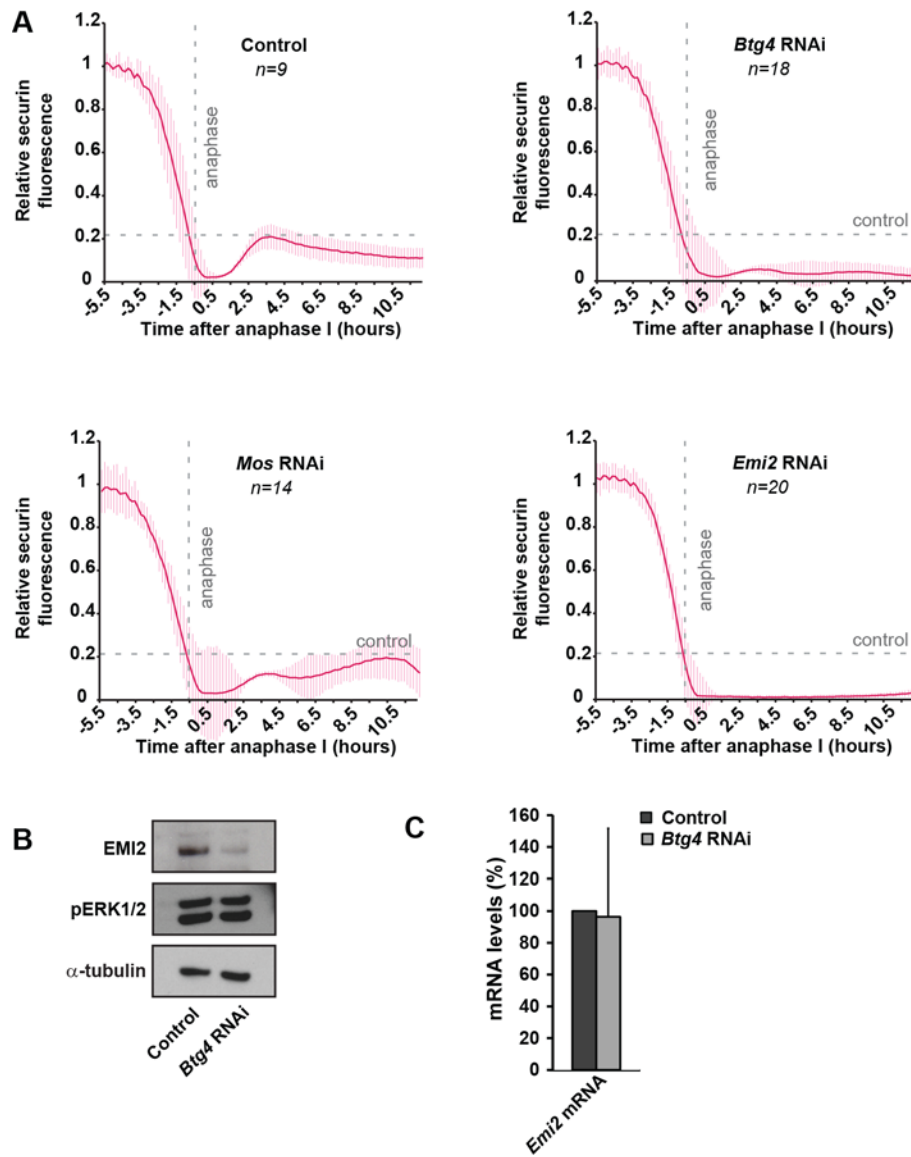 A
Control
n=9
Relative securin
fluorescence
1.2
1
0.8
0.6
0.4
0.2
0
anaphase
-5.5 -3.5 -1.5 0.5 2.5 4.5 6.5 8.5 10.5
Time after anaphase I (hours)
Btg4 RNAi
n=18
Relative securin
fluorescence
1.2
1
0.8
0.6
0.4
0.2
0
anaphase
control
-5.5 -3.5 -1.5 0.5 2.5 4.5 6.5 8.5 10.5
Time after anaphase I (hours)
Mos RNAi
n=14
Relative securin
fluorescence
1.2
1
0.8
0.6
0.4
0.2
0
anaphase
control
-5.5 -3.5 -1.5 0.5 2.5 4.5 6.5 8.5 10.5
Time after anaphase I (hours)
Emi2 RNAi
n=20
Relative securin
fluorescence
1.2
1
0.8
0.6
0.4
0.2
0
anaphase
control
-5.5 -3.5 -1.5 0.5 2.5 4.5 6.5 8.5 10.5
Time after anaphase I (hours)
B
EMI2
pERK1/2
α-tubulin
Control
Btg4 RNAi
C
Control
Btg4 RNAi
mRNA levels (%)
160
140
120
100
80
60
40
20
0
Emi2 mRNA